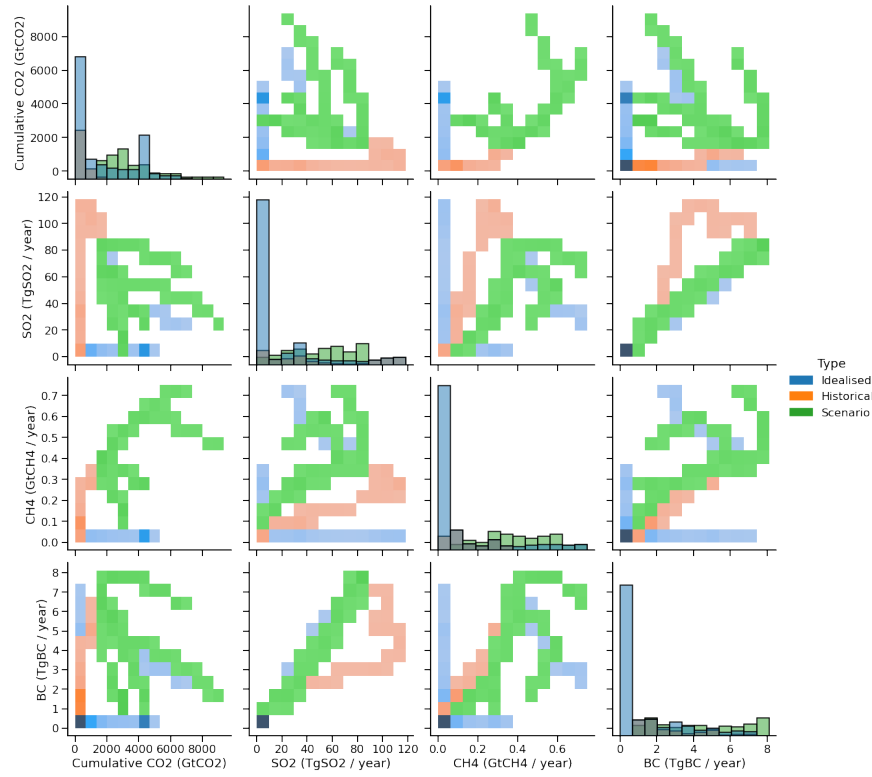 Cumulative CO2 (GtCO2)
8000
6000
4000
2000
0
SO2 (TgSO2 / year)
120
100
80
60
40
20
0
CH4 (GtCH4 / year)
0.7
0.6
0.5
0.4
0.3
0.2
0.1
0.0
BC (TgBC / year)
8
7
6
5
4
3
2
1
0
0 2000 4000 6000 8000
Cumulative CO2 (GtCO2)
0 20 40 60 80 100 120
SO2 (TgSO2 / year)
0.0 0.2 0.4 0.6
CH4 (GtCH4 / year)
0 2 4 6 8
BC (TgBC / year)
Type
Idealised
Historical
Scenario